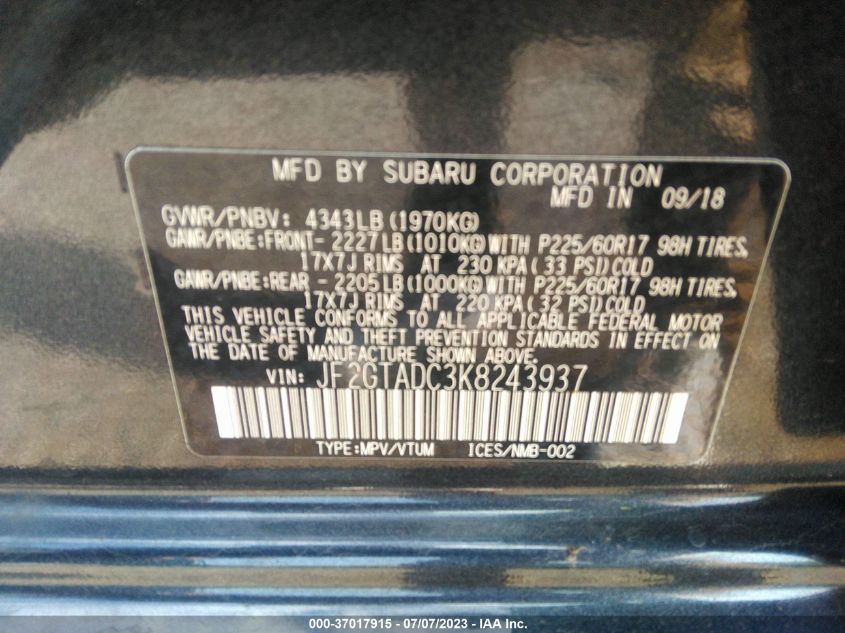 MFD BY SUBARU CORPORATION
MFD IN 09/18
GVWR/PNBV: 4343LB(1970KG)
GAWR/PNBE:FRONT- 2227LB(1010KG)WITH P225/60R17 98H TIRES,
17X7J RIMS AT 230 KPA(33 PSI)COLD
GAWR/PNBE:REAR - 2205LB(1000KG)WITH P225/60R17 98H TIRES,
17X7J RIMS AT 220 KPA(32 PSI)COLD
THIS VEHICLE CONFORMS TO ALL APPLICABLE FEDERAL MOTOR
VEHICLE SAFETY AND THEFT PREVENTION STANDARDS IN EFFECT ON
THE DATE OF MANUFACTURE SHOWN ABOVE.
VIN: JF2GTADC3K8243937
TYPE:MPV/VTUM ICES/NMB-002
000-37017915 - 07/07/2023 - IAA Inc.